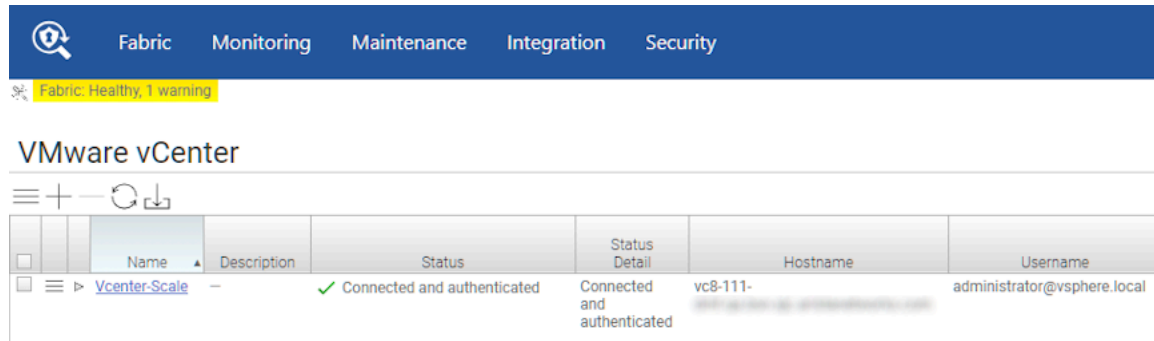 Fabric Monitoring Maintenance Integration Security
Fabric: Healthy, 1 warning
VMware vCenter
Name Description Status Status Detail Hostname Username
Vcenter-Scale – Connected and authenticated Connected and authenticated vc8-111- administrator@vsphere.local